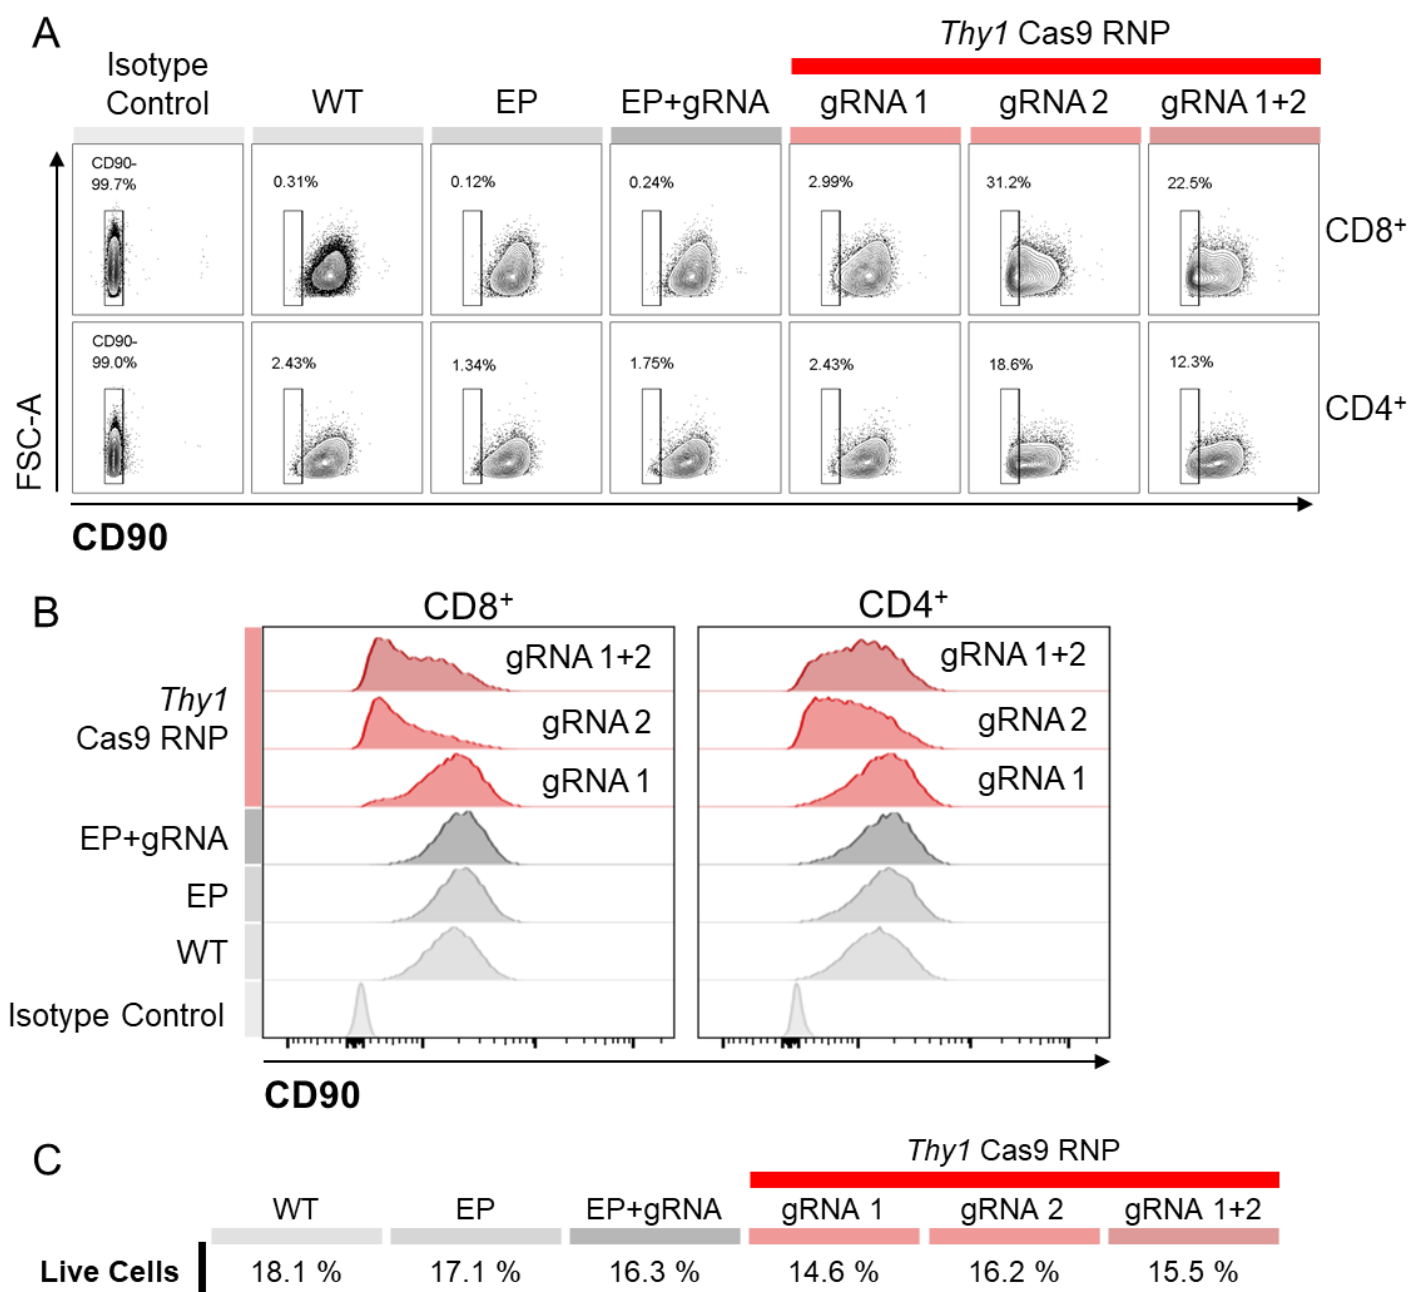 A
Thy1 Cas9 RNP
Isotype
Control
WT
EP
EP+gRNA
gRNA 1
gRNA 2
gRNA 1+2
CD90-
99.7%
0.31%
0.12%
0.24%
2.99%
31.2%
22.5%
CD8+
CD90-
99.0%
2.43%
1.34%
1.75%
2.43%
18.6%
12.3%
CD4+
FSC-A
CD90
B
CD8+
CD4+
Thy1
Cas9 RNP
gRNA 1+2
gRNA 1+2
gRNA 2
gRNA 2
gRNA 1
gRNA 1
EP+gRNA
EP
WT
Isotype Control
CD90
C
Thy1 Cas9 RNP
WT
EP
EP+gRNA
gRNA 1
gRNA 2
gRNA 1+2
Live Cells
18.1 %
17.1 %
16.3 %
14.6 %
16.2 %
15.5 %